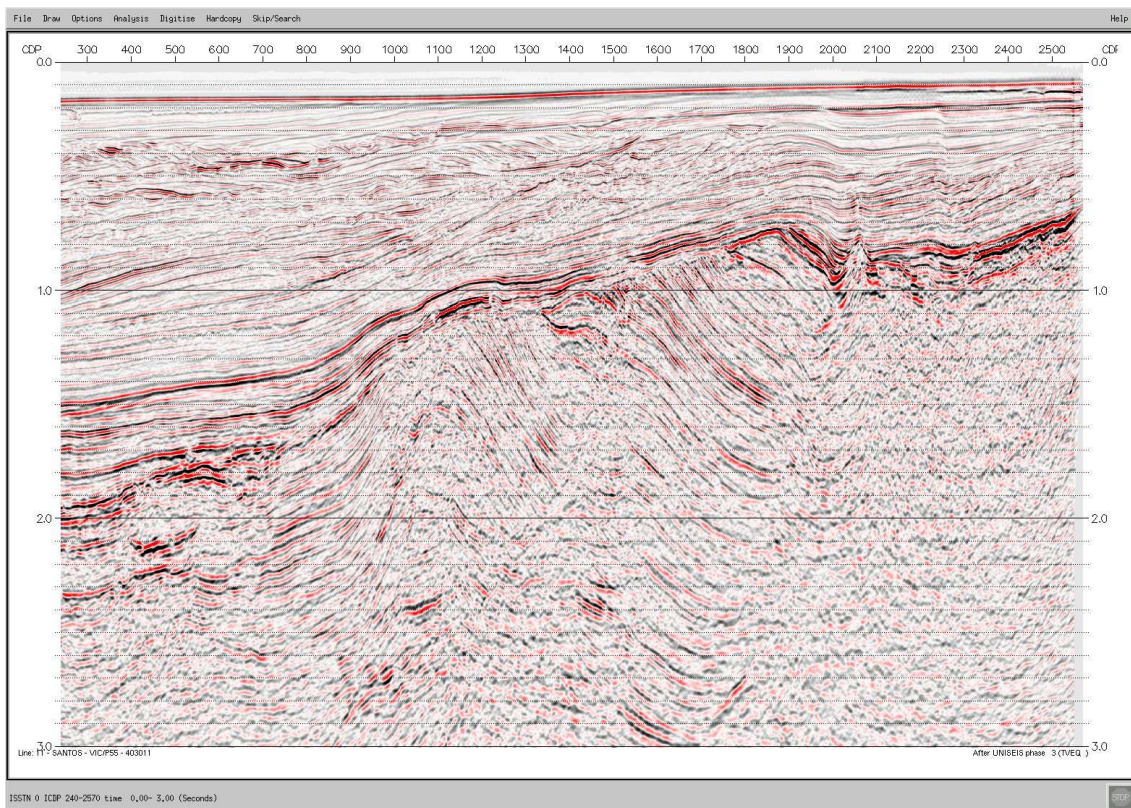 File Draw Options Analysis Digitise Hardcopy Skip/Search Help
CDP 300 400 500 600 700 800 900 1000 1100 1200 1300 1400 1500 1600 1700 1800 1900 2000 2100 2200 2300 2400 2500 CDP
0.0 0.0
1.0 1.0
2.0 2.0
3.0 3.0
Line: - SANTOS - VIC/P55 - 403011 After UNISEIS phase 3 (TVEQ )
ISSTN 0 ICDP 240-2570 time 0.00- 3.00 (Seconds) STOP